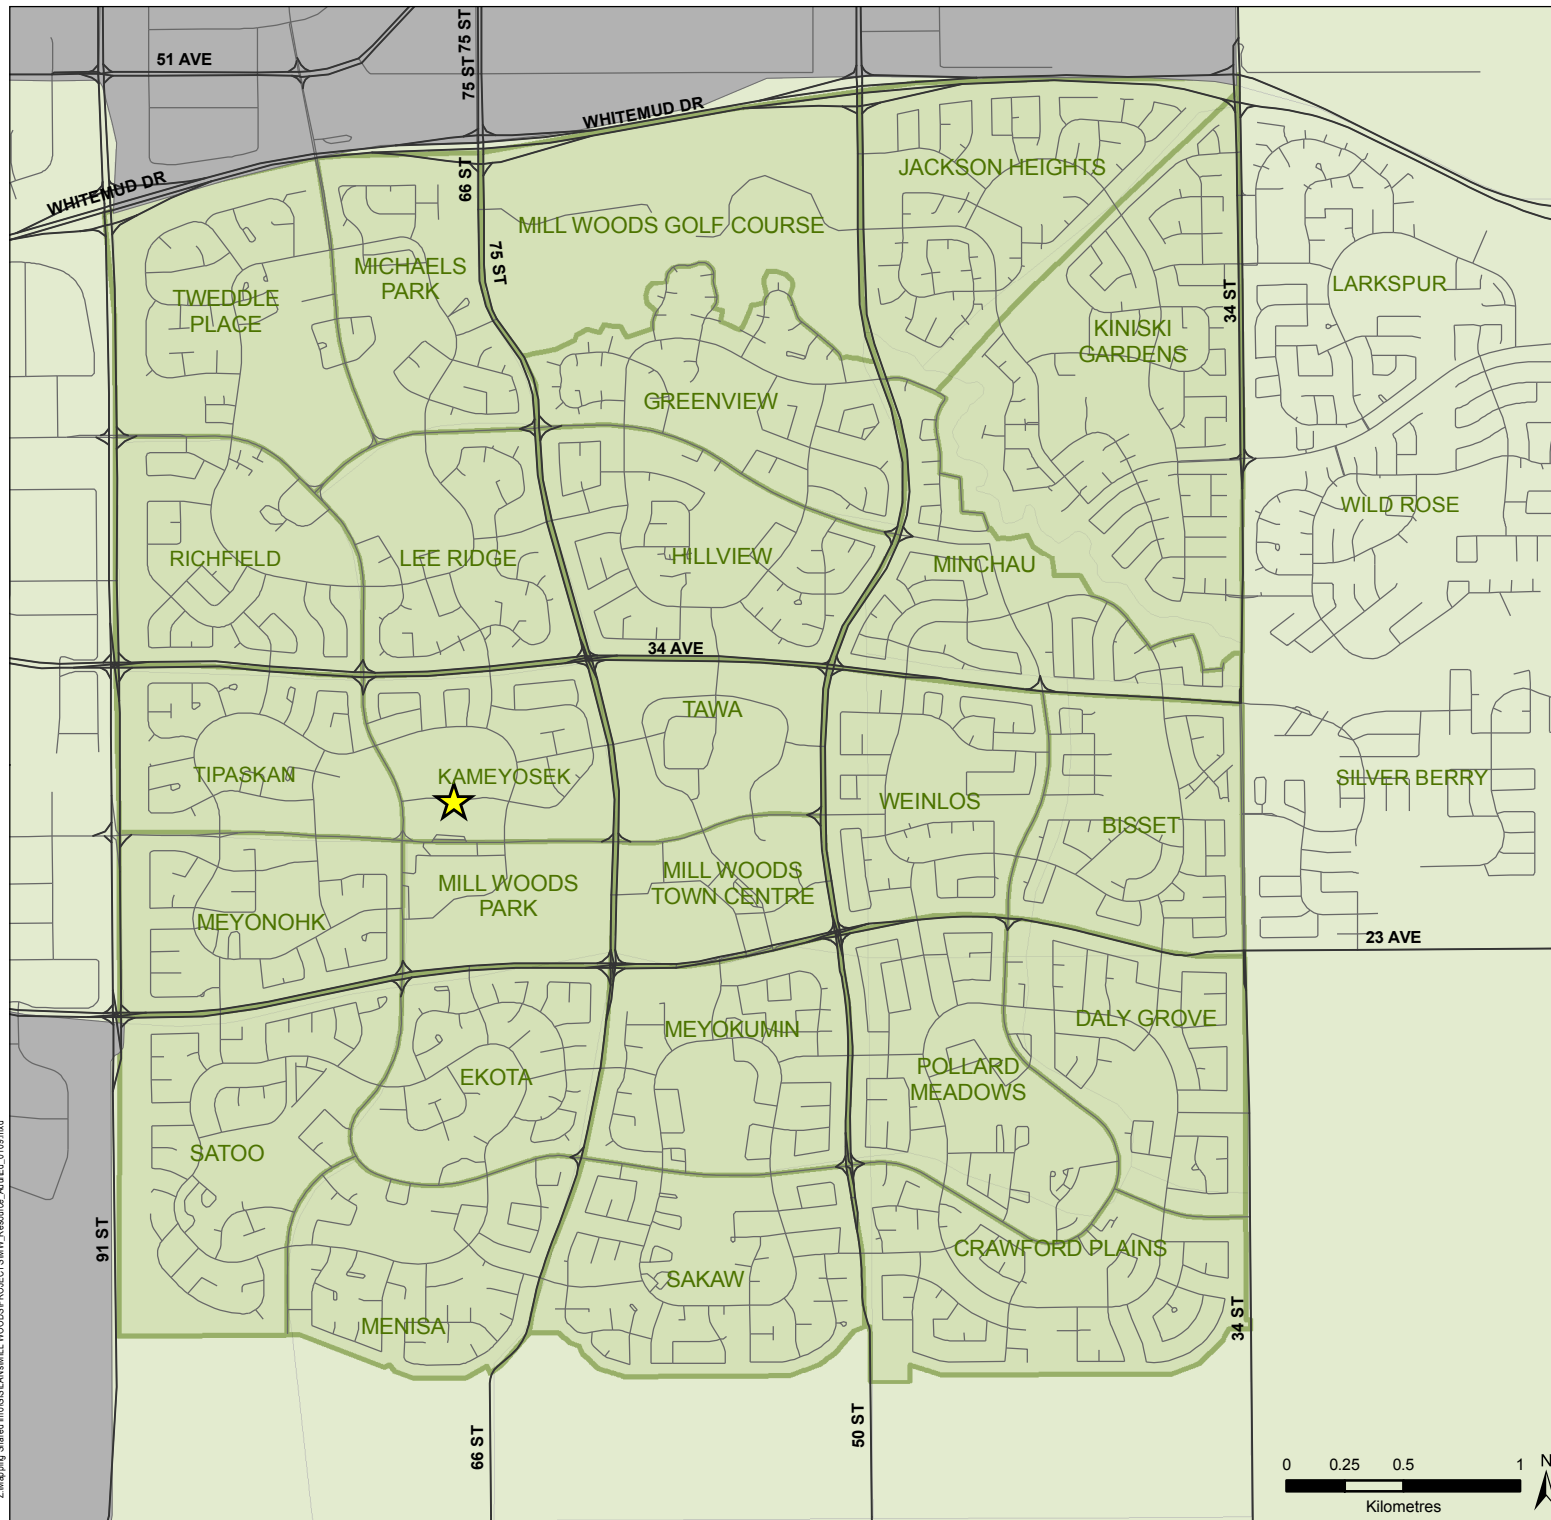 75 ST
51 AVE
75 ST
WHITEMUD DR
JACKSON HEIGHTS
66 ST
WHITEMUD DR
MILL WOODS GOLF COURSE
75 ST
MICHAELS
PARK
TWEDDLE
PLACE
34 ST
LARKSPUR
KINISKI
GARDENS
GREENVIEW
WILD ROSE
RICHFIELD
LEE RIDGE
HILLVIEW
MINCHAU
34 AVE
TAWA
TIPASKAN
KAMEYOSEK
SILVER BERRY
WEINLOS
BISSET
MILL WOODS
TOWN CENTRE
MILL WOODS
PARK
MEYONOHK
23 AVE
DALY GROVE
MEYOKUMIN
POLLARD
MEADOWS
EKOTA
SATOO
91 ST
CRAWFORD PLAINS
SAKAW
MENISA
34 ST
66 ST
50 ST
0 0.25 0.5 1
Kilometres
N